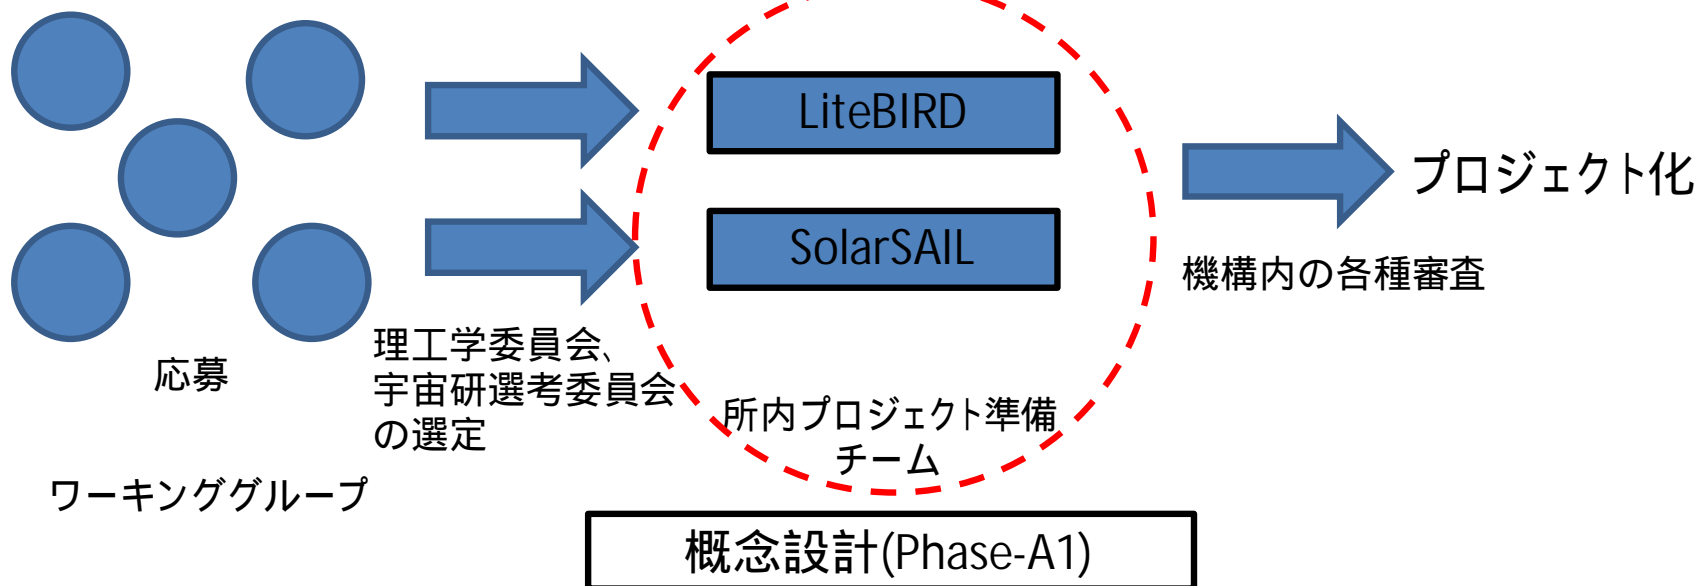 LiteBIRD
SolarSAIL
プロジェクト化
機構内の各種審査
応募
理工学委員会、
宇宙研選考委員会
の選定
所内プロジェクト準備
チーム
ワーキンググループ
概念設計(Phase-A1)